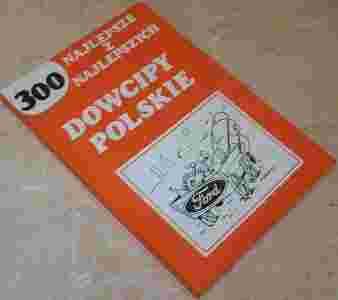 300
NAJLEPSZE
Z
NAJLEPSZYCH
DOWCIPY
POLSKIE
Ford